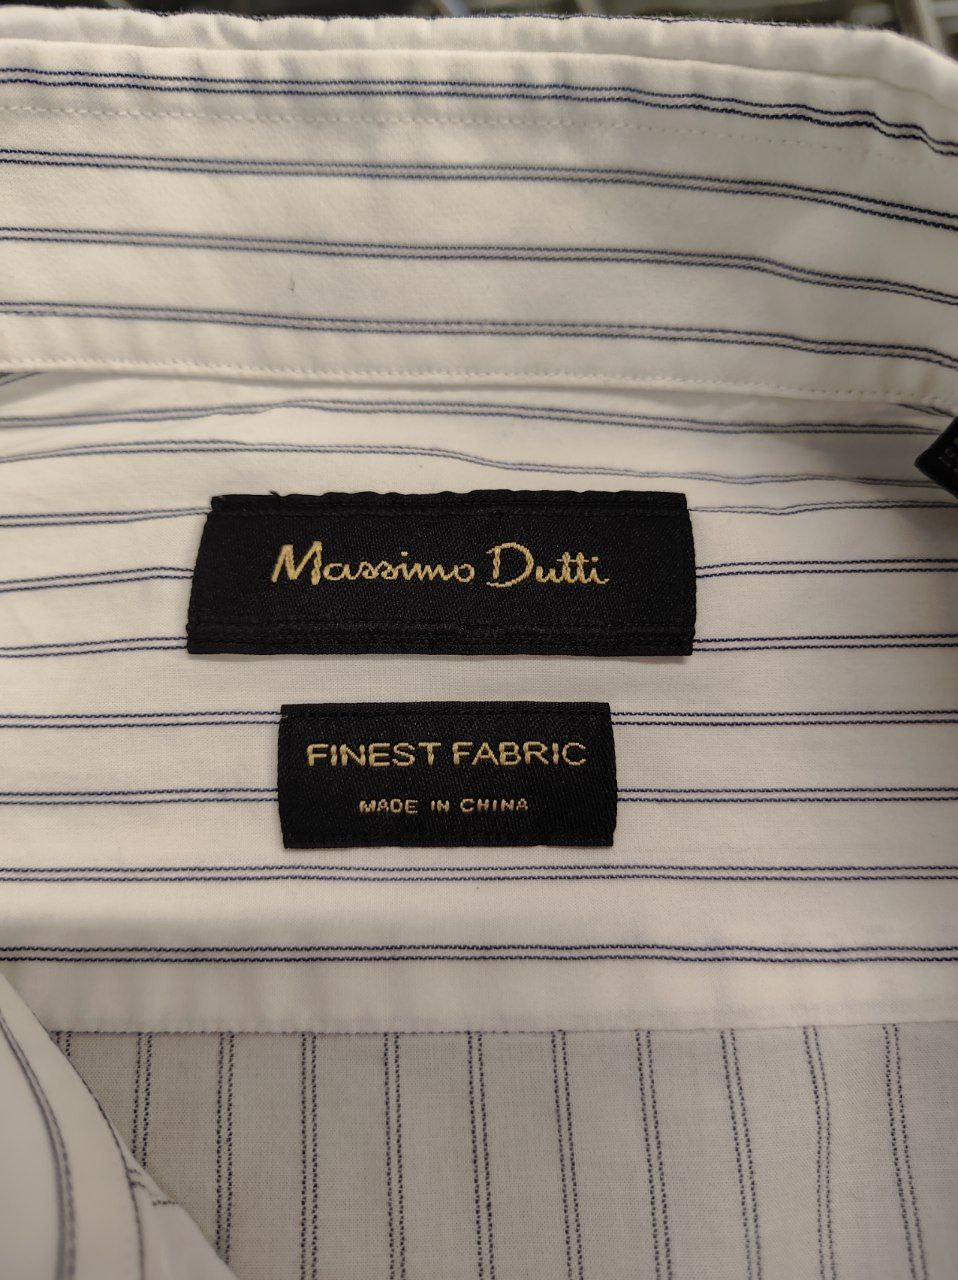 Massimo Dutti
FINEST FABRIC
MADE IN CHINA